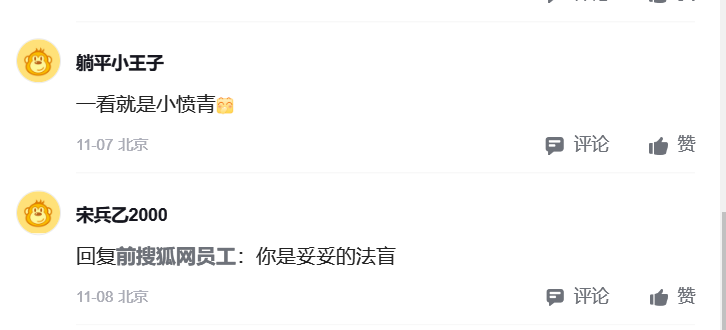 躺平小王子
一看就是小愤青
11-07 北京
评论
赞
宋兵乙2000
回复前搜狐网员工：你是妥妥的法盲
11-08 北京
评论
赞